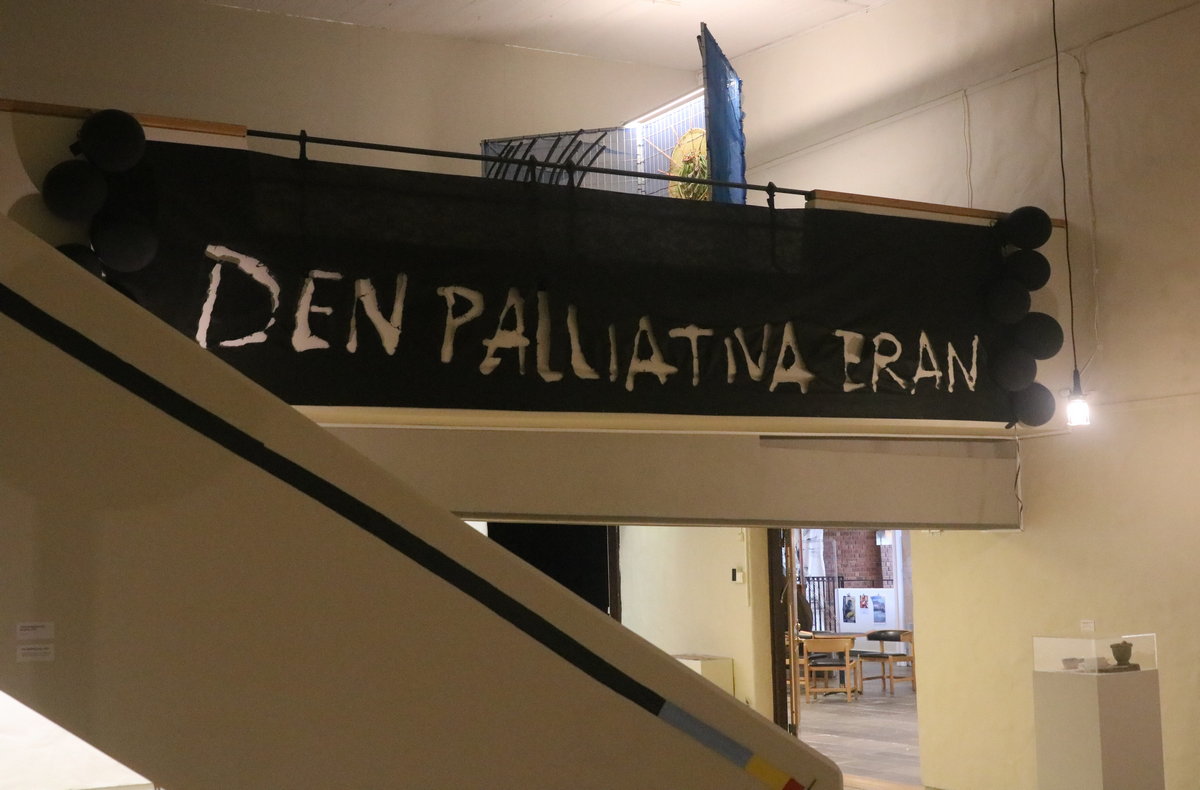 DEN PALLIATIVA ERAN